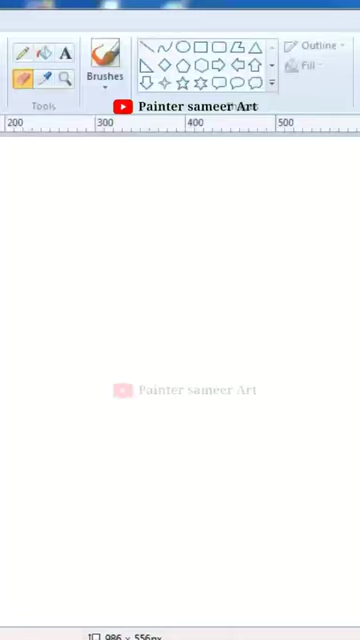 Outline
Brushes
Fill
Tools
Painter sameer Art
200 300 400 500
Painter sameer Art
986 × 556px